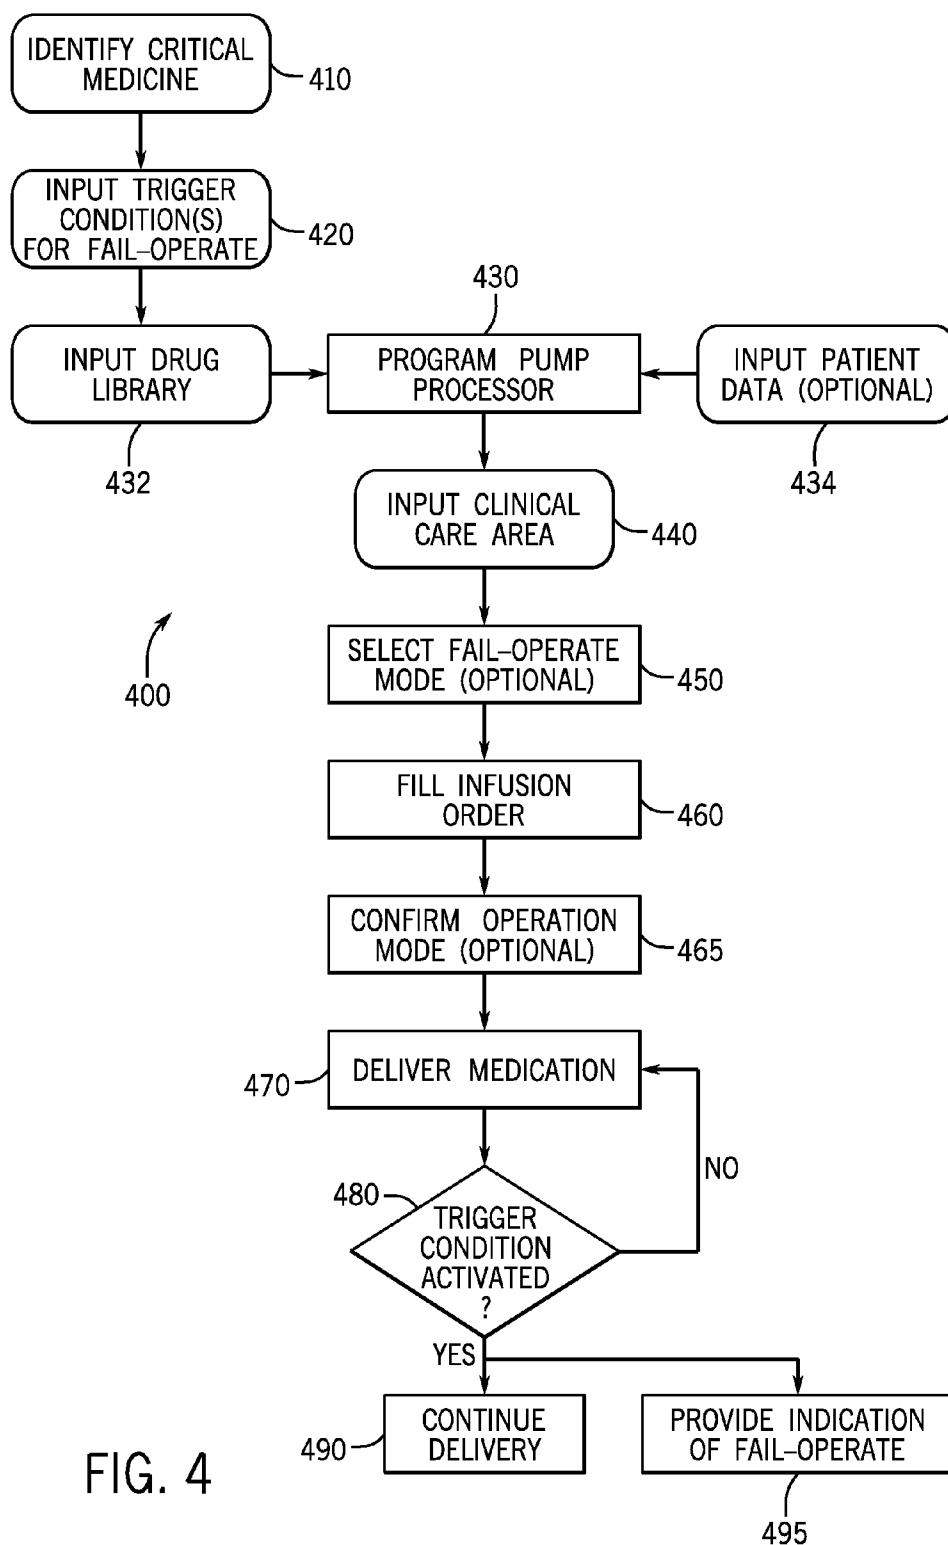 IDENTIFY CRITICAL
MEDICINE
410
INPUT TRIGGER
CONDITION(S)
FOR FAIL–OPERATE
420
430
INPUT DRUG
LIBRARY
PROGRAM PUMP
PROCESSOR
INPUT PATIENT
DATA (OPTIONAL)
432
434
INPUT CLINICAL
CARE AREA
440
400
SELECT FAIL–OPERATE
MODE (OPTIONAL)
450
FILL INFUSION
ORDER
460
CONFIRM OPERATION
MODE (OPTIONAL)
465
DELIVER MEDICATION
470
NO
480
TRIGGER
CONDITION
ACTIVATED
?
YES
CONTINUE
DELIVERY
490
PROVIDE INDICATION
OF FAIL–OPERATE
495
FIG. 4